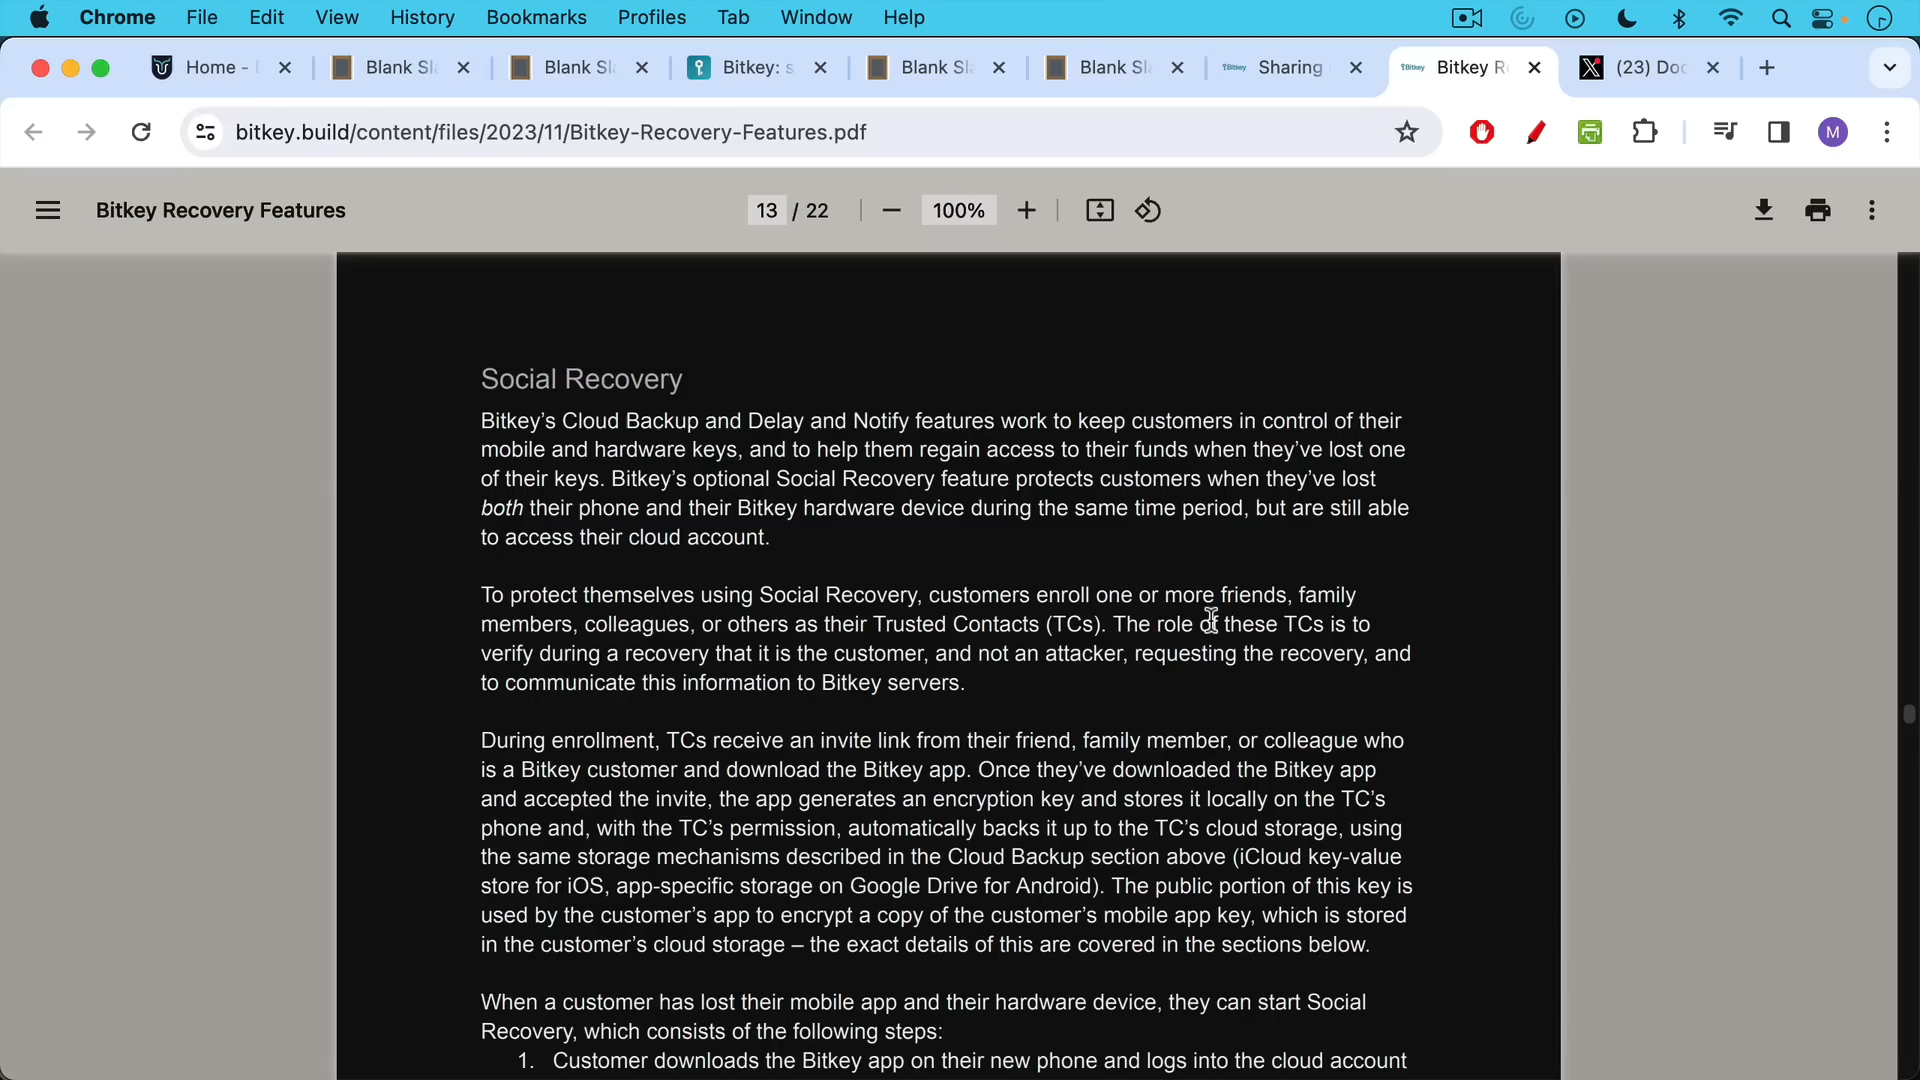 Chrome File Edit View History Bookmarks Profiles Tab Window Help
Home - Blank Sl Blank Sl Bitkey: s Blank Sl Blank Sl Bitkey Sharing Bitkey Bitkey R (23) Do
bitkey.build/content/files/2023/11/Bitkey-Recovery-Features.pdf M
Bitkey Recovery Features 13 / 22 100%
Social Recovery
Bitkey’s Cloud Backup and Delay and Notify features work to keep customers in control of their
mobile and hardware keys, and to help them regain access to their funds when they’ve lost one
of their keys. Bitkey’s optional Social Recovery feature protects customers when they’ve lost
both their phone and their Bitkey hardware device during the same time period, but are still able
to access their cloud account.
To protect themselves using Social Recovery, customers enroll one or more friends, family
members, colleagues, or others as their Trusted Contacts (TCs). The role of these TCs is to
verify during a recovery that it is the customer, and not an attacker, requesting the recovery, and
to communicate this information to Bitkey servers.
During enrollment, TCs receive an invite link from their friend, family member, or colleague who
is a Bitkey customer and download the Bitkey app. Once they’ve downloaded the Bitkey app
and accepted the invite, the app generates an encryption key and stores it locally on the TC’s
phone and, with the TC’s permission, automatically backs it up to the TC’s cloud storage, using
the same storage mechanisms described in the Cloud Backup section above (iCloud key-value
store for iOS, app-specific storage on Google Drive for Android). The public portion of this key is
used by the customer’s app to encrypt a copy of the customer’s mobile app key, which is stored
in the customer’s cloud storage – the exact details of this are covered in the sections below.
When a customer has lost their mobile app and their hardware device, they can start Social
Recovery, which consists of the following steps:
1. Customer downloads the Bitkey app on their new phone and logs into the cloud account